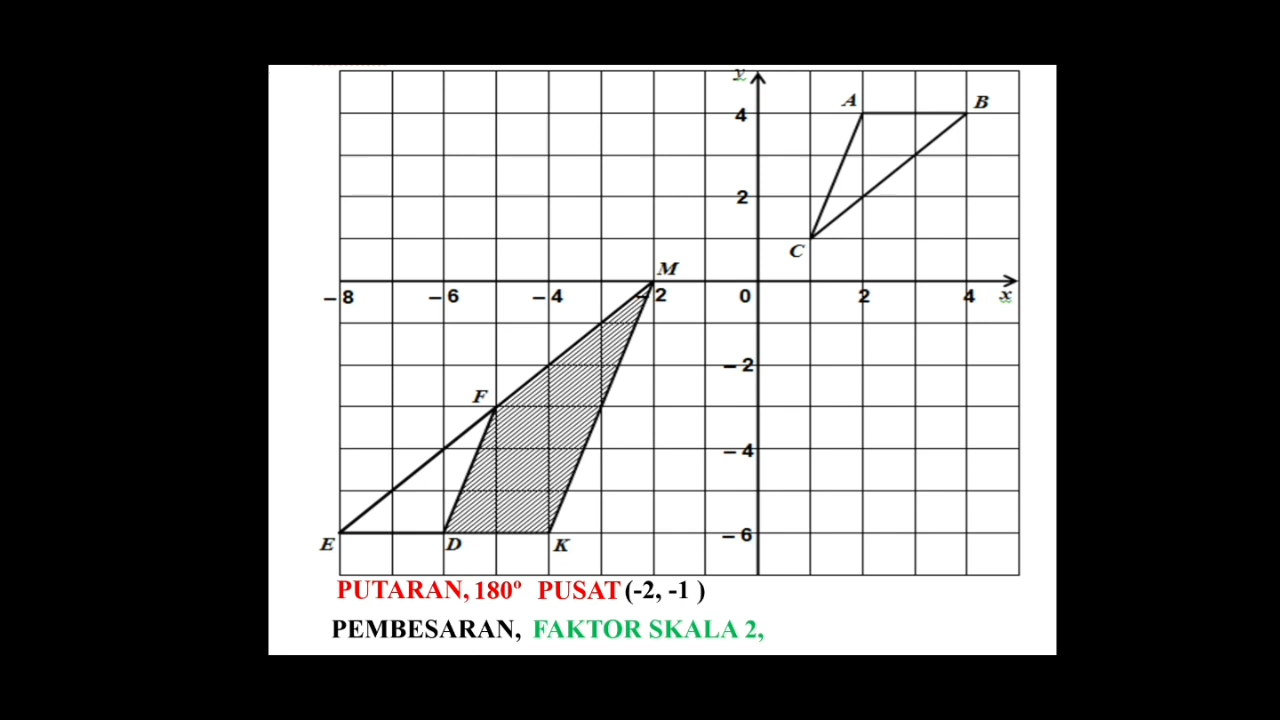 y
A B
4
2
C
M
– 8 – 6 – 4 – 2 0 2 4 x
– 2
F
– 4
– 6
E D K
PUTARAN, 180º PUSAT (-2, -1 )
PEMBESARAN, FAKTOR SKALA 2,